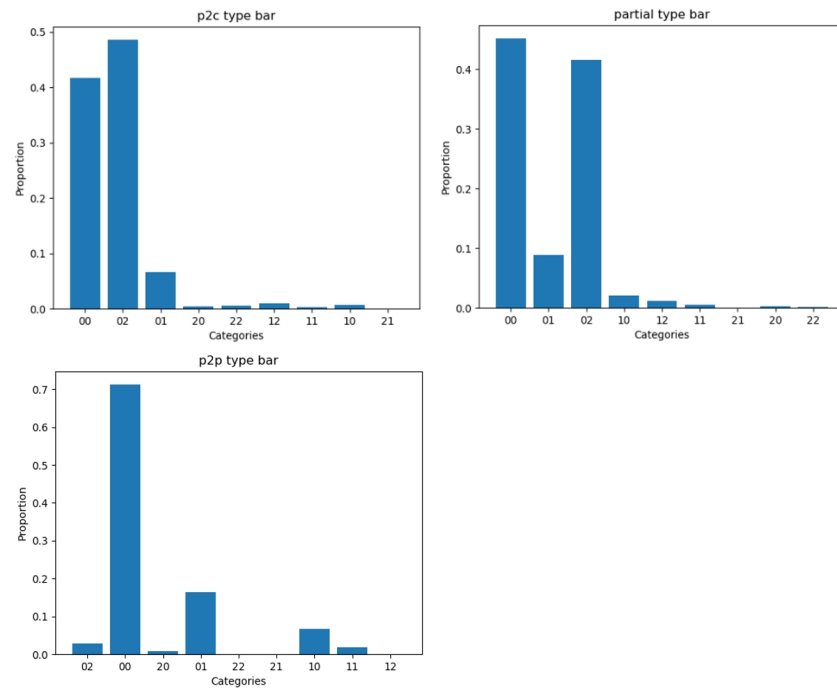 p2c type bar
0.5
0.4
0.3
0.2
0.1
0.0
Proportion
00 02 01 20 22 12 11 10 21
Categories
partial type bar
0.4
0.3
0.2
0.1
0.0
Proportion
00 01 02 10 12 11 21 20 22
Categories
p2p type bar
0.7
0.6
0.5
0.4
0.3
0.2
0.1
0.0
Proportion
02 00 20 01 22 21 10 11 12
Categories